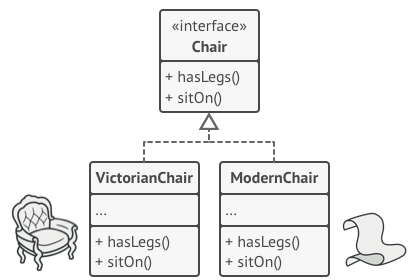 «interface»
Chair
+ hasLegs()
+ sitOn()
VictorianChair
...
+ hasLegs()
+ sitOn()
ModernChair
...
+ hasLegs()
+ sitOn()